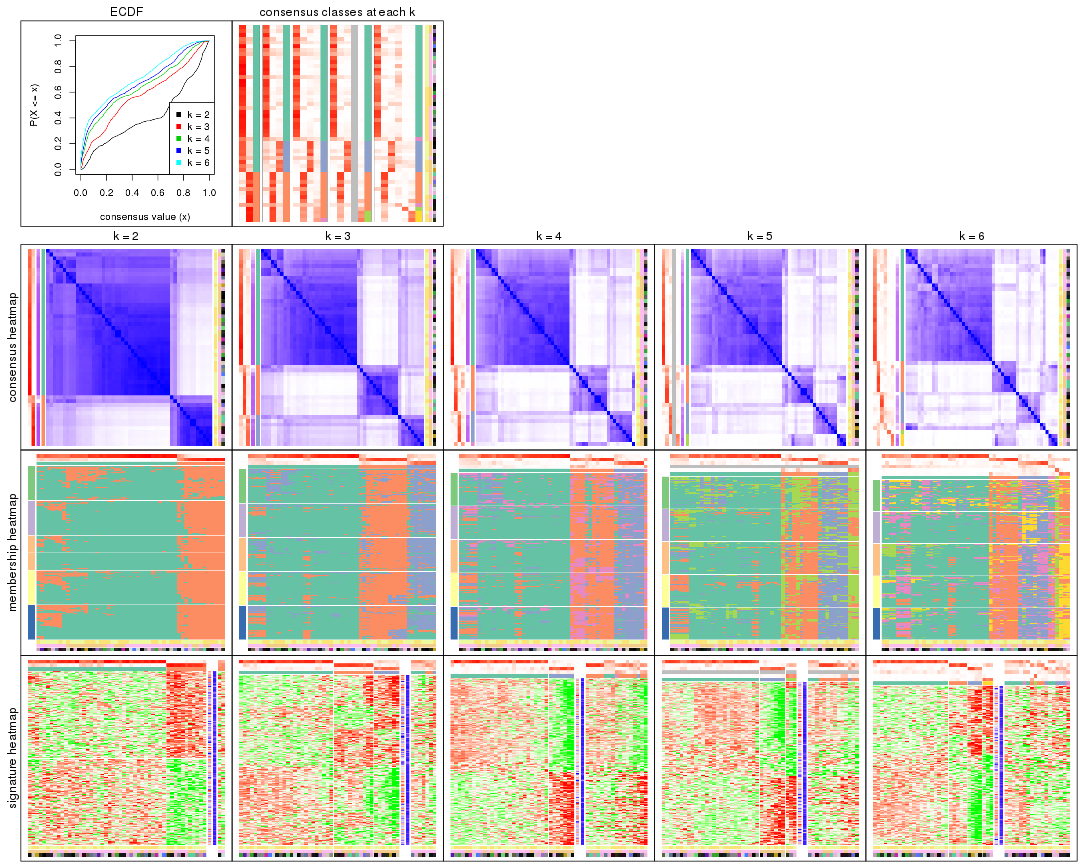 ECDF
consensus classes at each k
P(X <= x)
0.0 0.2 0.4 0.6 0.8 1.0
k = 2
k = 3
k = 4
k = 5
k = 6
0.0 0.2 0.4 0.6 0.8 1.0
consensus value (x)
k = 2
k = 3
k = 4
k = 5
k = 6
consensus heatmap
membership heatmap
signature heatmap